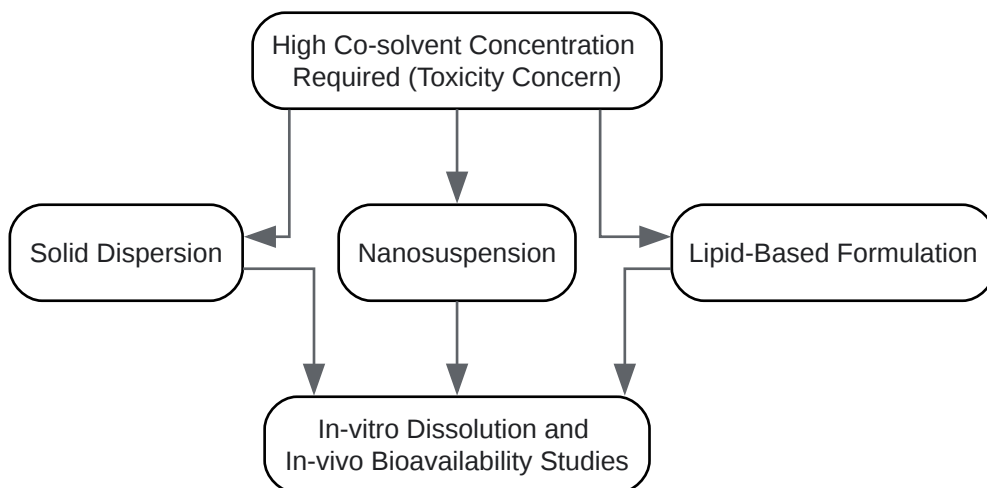 High Co-solvent Concentration
Required (Toxicity Concern)
Solid Dispersion
Nanosuspension
Lipid-Based Formulation
In-vitro Dissolution and
In-vivo Bioavailability Studies